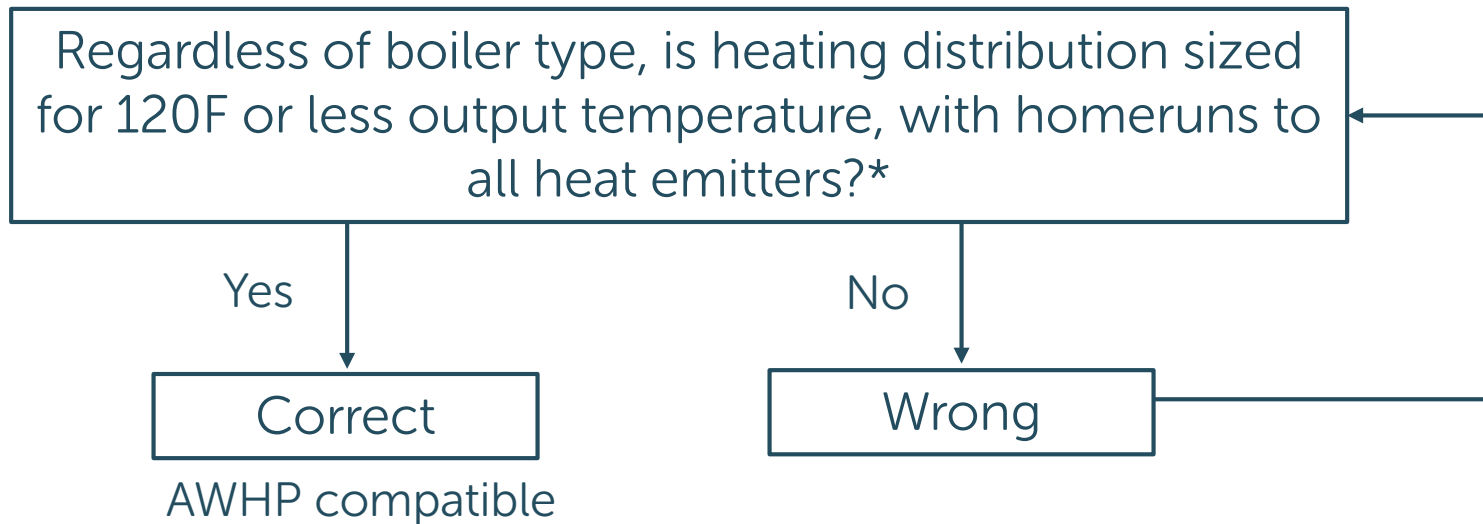 Regardless of boiler type, is heating distribution sized
for 120F or less output temperature, with homeruns to
all heat emitters?*
Yes
No
Correct
Wrong
AWHP compatible